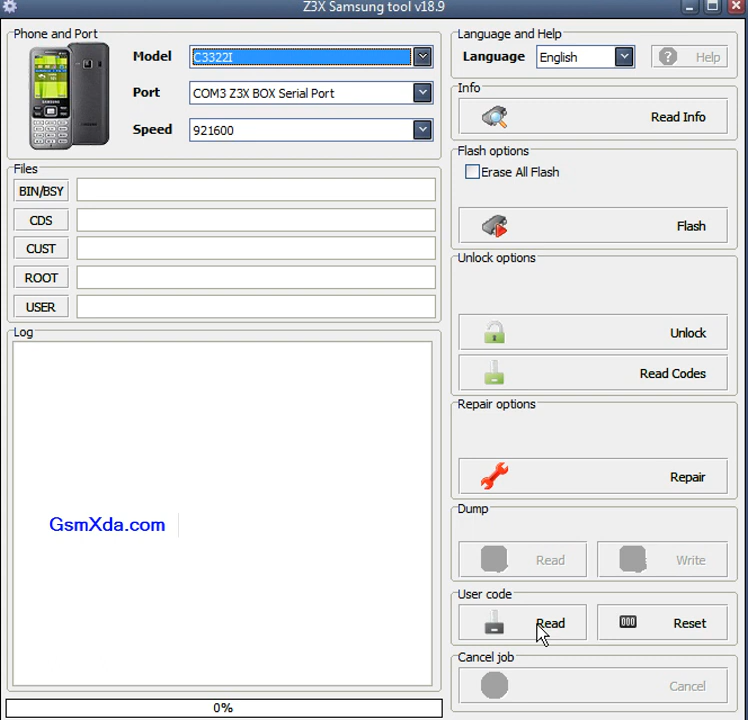 Z3X Samsung tool v18.9
Phone and Port
Model
C3322I
Port
COM3 Z3X BOX Serial Port
Speed
921600
Files
BIN/BSY
CDS
CUST
ROOT
USER
Log
GsmXda.com
0%
Language and Help
Language
English
Help
Info
Read Info
Flash options
Erase All Flash
Flash
Unlock options
Unlock
Read Codes
Repair options
Repair
Dump
Read
Write
User code
Read
Reset
Cancel job
Cancel